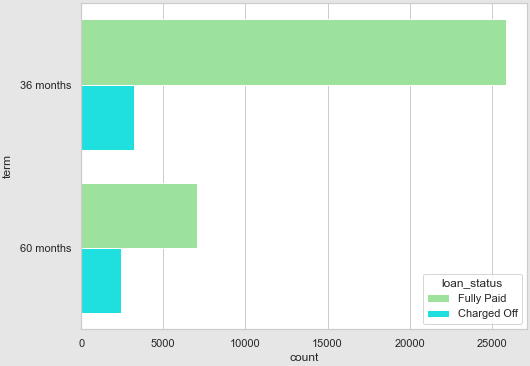 36 months
60 months
term
0
5000
10000
15000
20000
25000
count
loan_status
Fully Paid
Charged Off